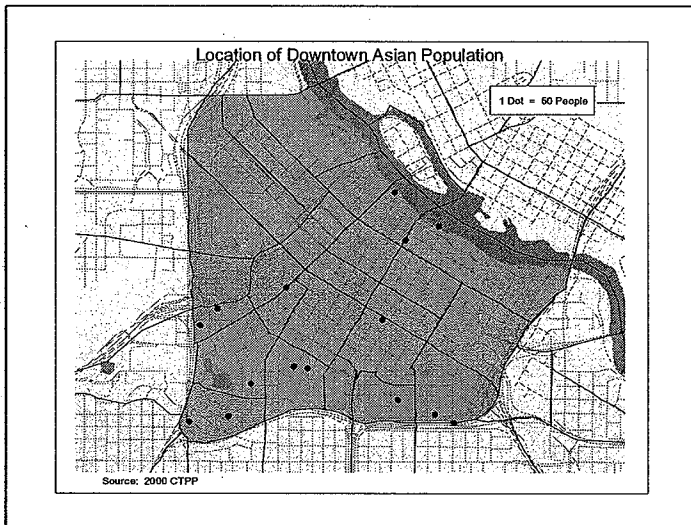 Location of Downtown Asian Population
1 Dot = 50 People
Source: 2000 CTPP